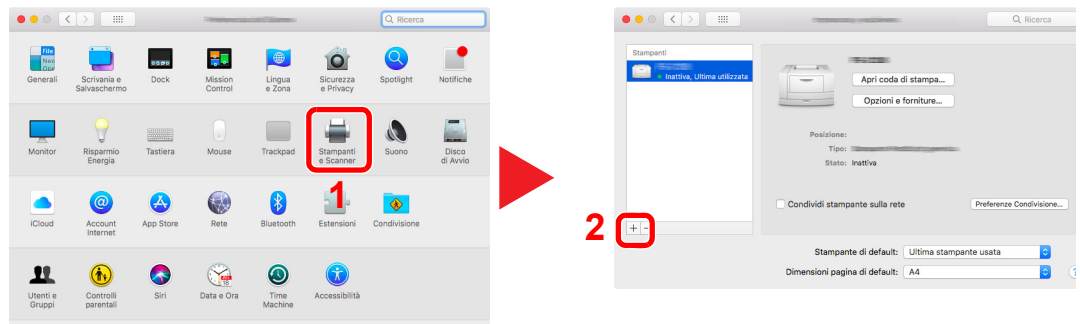 Ricerca
File
Nev
Opz
Generali
Scrivania e
Salvaschermo
Dock
Mission
Control
Lingua
e Zona
Sicurezza
e Privacy
Spotlight
Notifiche
Monitor
Risparmio
Energia
Tastiera
Mouse
Trackpad
Stampanti
e Scanner
Suono
Disco
di Avvio
1
iCloud
Account
Internet
App Store
Rete
Bluetooth
Estensioni
Condivisione
Utenti e
Gruppi
Controlli
parentali
Siri
18
Data e Ora
Time
Machine
Accessibilità
Ricerca
Stampanti
Inattiva, Ultima utilizzata
Apri coda di stampa...
Opzioni e forniture...
Posizione:
Tipo:
Stato: Inattiva
Condividi stampante sulla rete
Preferenze Condivisione...
2
+ -
Stampante di default: Ultima stampante usata
Dimensioni pagina di default: A4
?